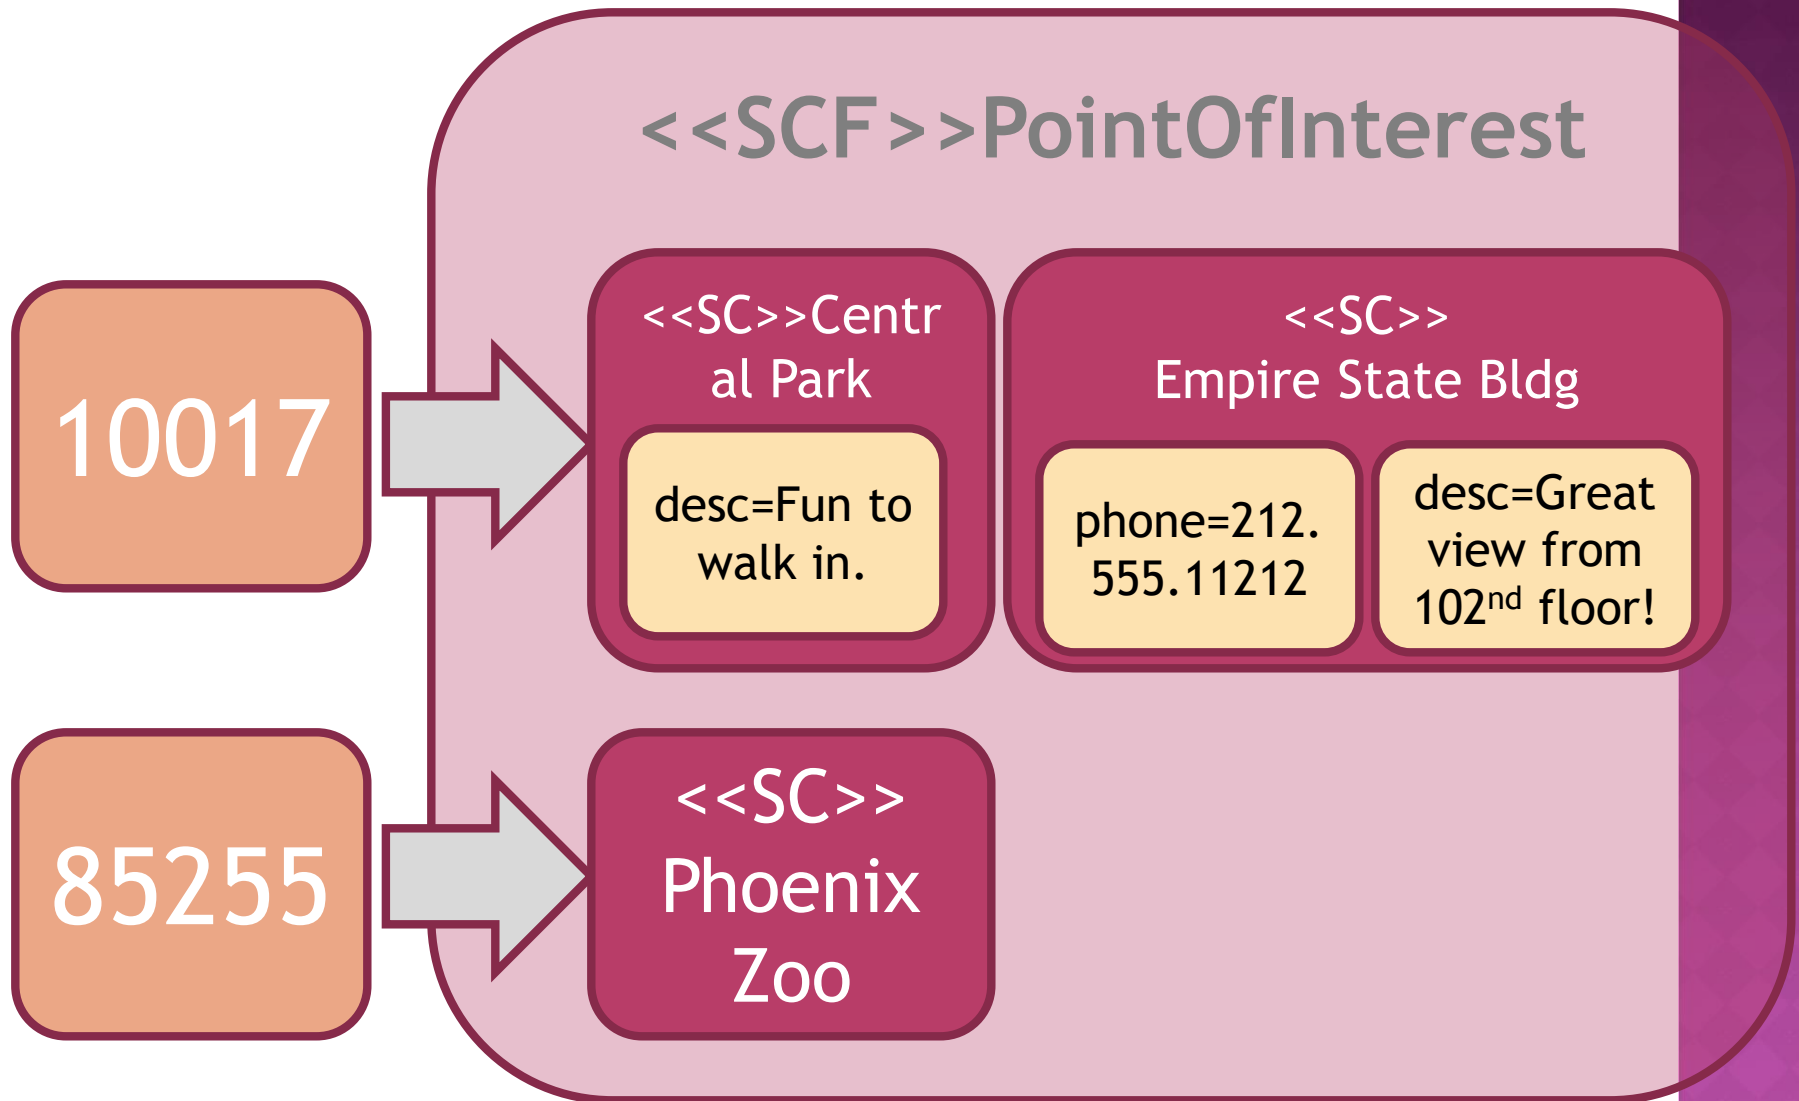 <<SCF>>PointOfInterest
10017
<<SC>>Centr
al Park
desc=Fun to
walk in.
<<SC>>
Empire State Bldg
phone=212.
555.11212
desc=Great
view from
102nd floor!
85255
<<SC>>
Phoenix
Zoo